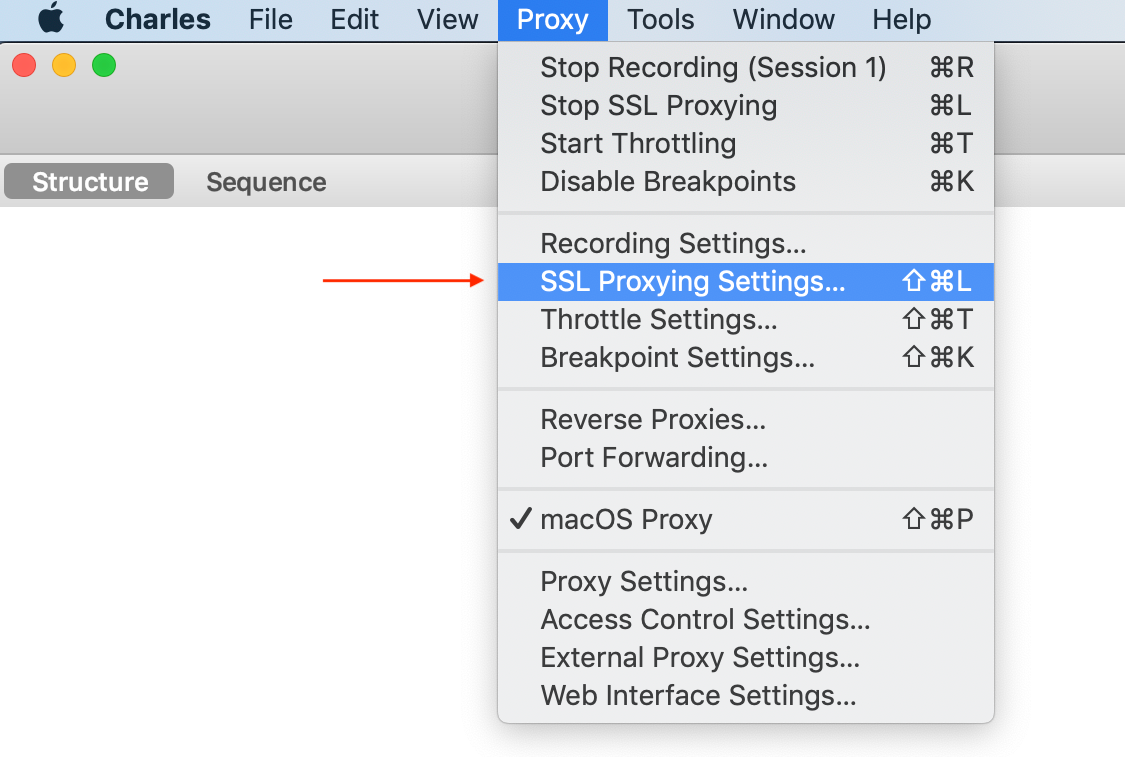 Charles File Edit View Proxy Tools Window Help
Structure Sequence
Stop Recording (Session 1) ⌘R
Stop SSL Proxying ⌘L
Start Throttling ⌘T
Disable Breakpoints ⌘K
Recording Settings...
SSL Proxying Settings... ⇧⌘L
Throttle Settings... ⇧⌘T
Breakpoint Settings... ⇧⌘K
Reverse Proxies...
Port Forwarding...
✓ macOS Proxy ⇧⌘P
Proxy Settings...
Access Control Settings...
External Proxy Settings...
Web Interface Settings...